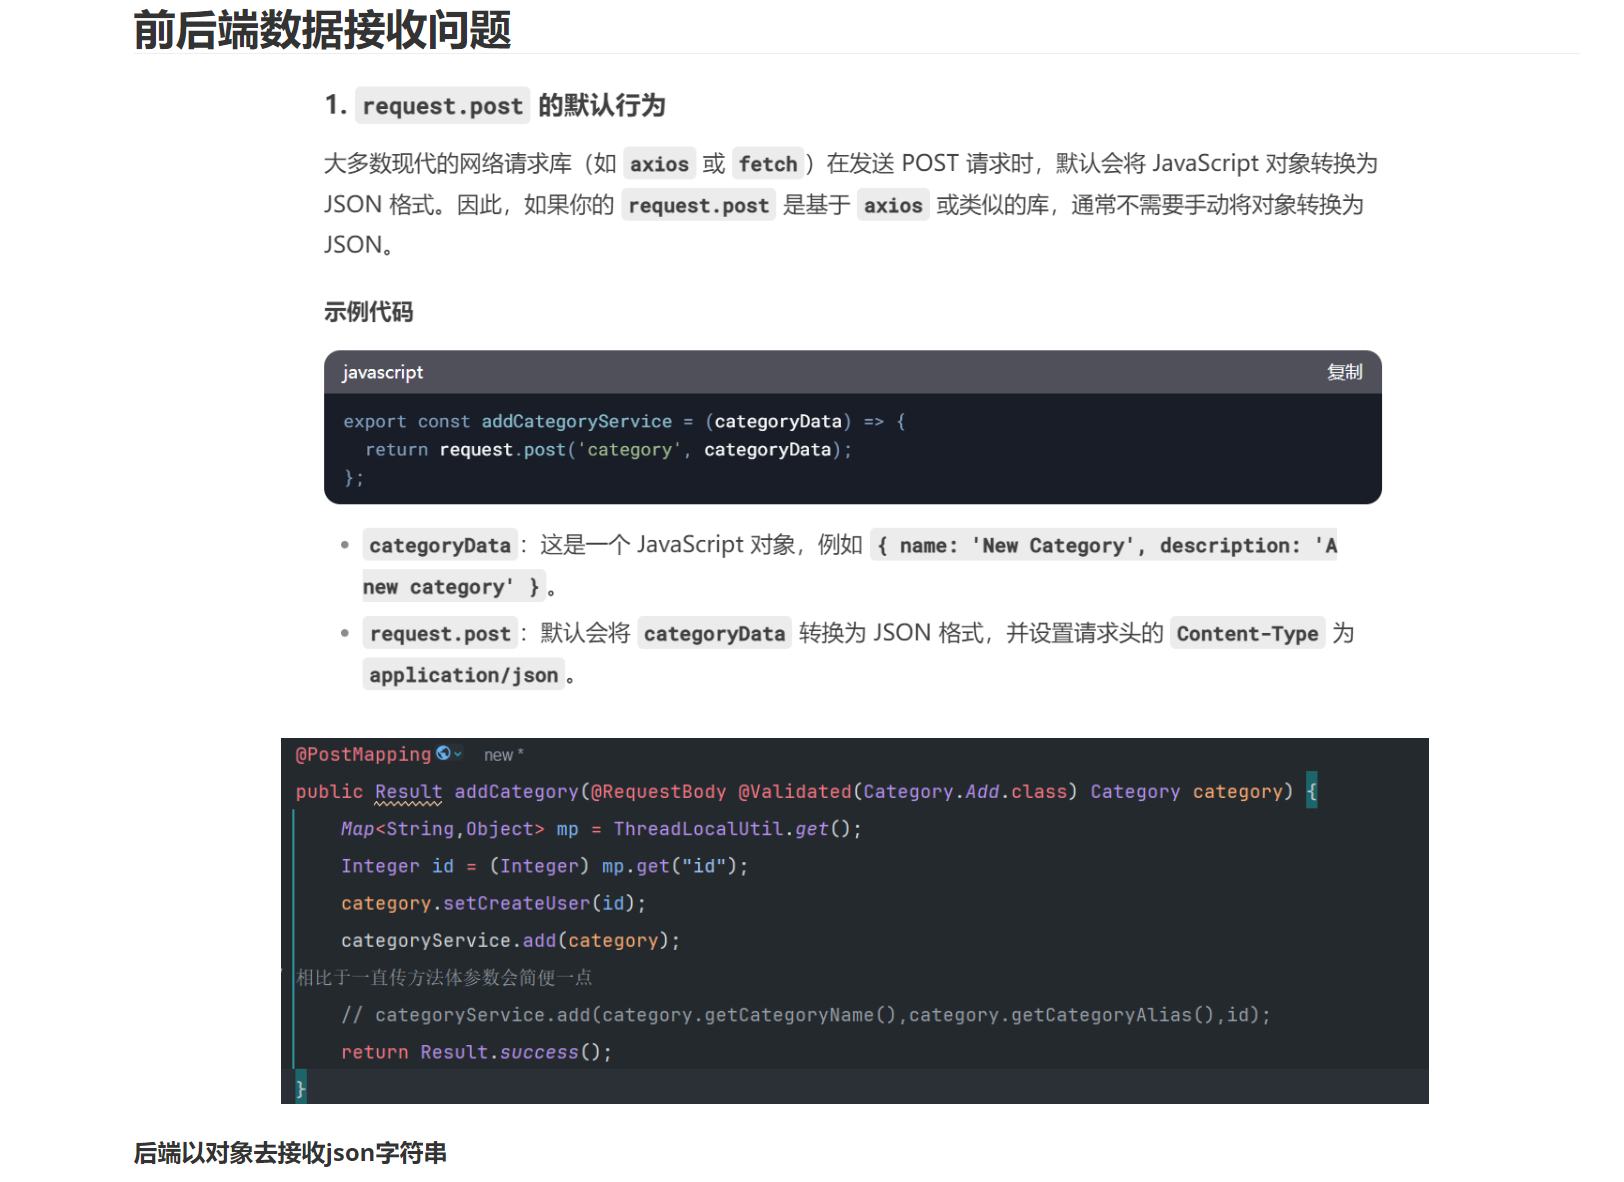 前后端数据接收问题
1. request.post 的默认行为
大多数现代的网络请求库（如 axios 或 fetch）在发送 POST 请求时，默认会将 JavaScript 对象转换为
JSON 格式。因此，如果你的 request.post 是基于 axios 或类似的库，通常不需要手动将对象转换为
JSON。
示例代码
javascript 复制
export const addCategoryService = (categoryData) => {
  return request.post('category', categoryData);
};
• categoryData：这是一个 JavaScript 对象，例如 { name: 'New Category', description: 'A
new category' }。
• request.post：默认会将 categoryData 转换为 JSON 格式，并设置请求头的 Content-Type 为
application/json。
@PostMapping new *
public Result addCategory(@RequestBody @Validated(Category.Add.class) Category category) {
    Map<String,Object> mp = ThreadLocalUtil.get();
    Integer id = (Integer) mp.get("id");
    category.setCreateUser(id);
    categoryService.add(category);
相比于一直传方法体参数会简便一点
    // categoryService.add(category.getCategoryName(),category.getCategoryAlias(),id);
    return Result.success();
}
后端以对象去接收json字符串